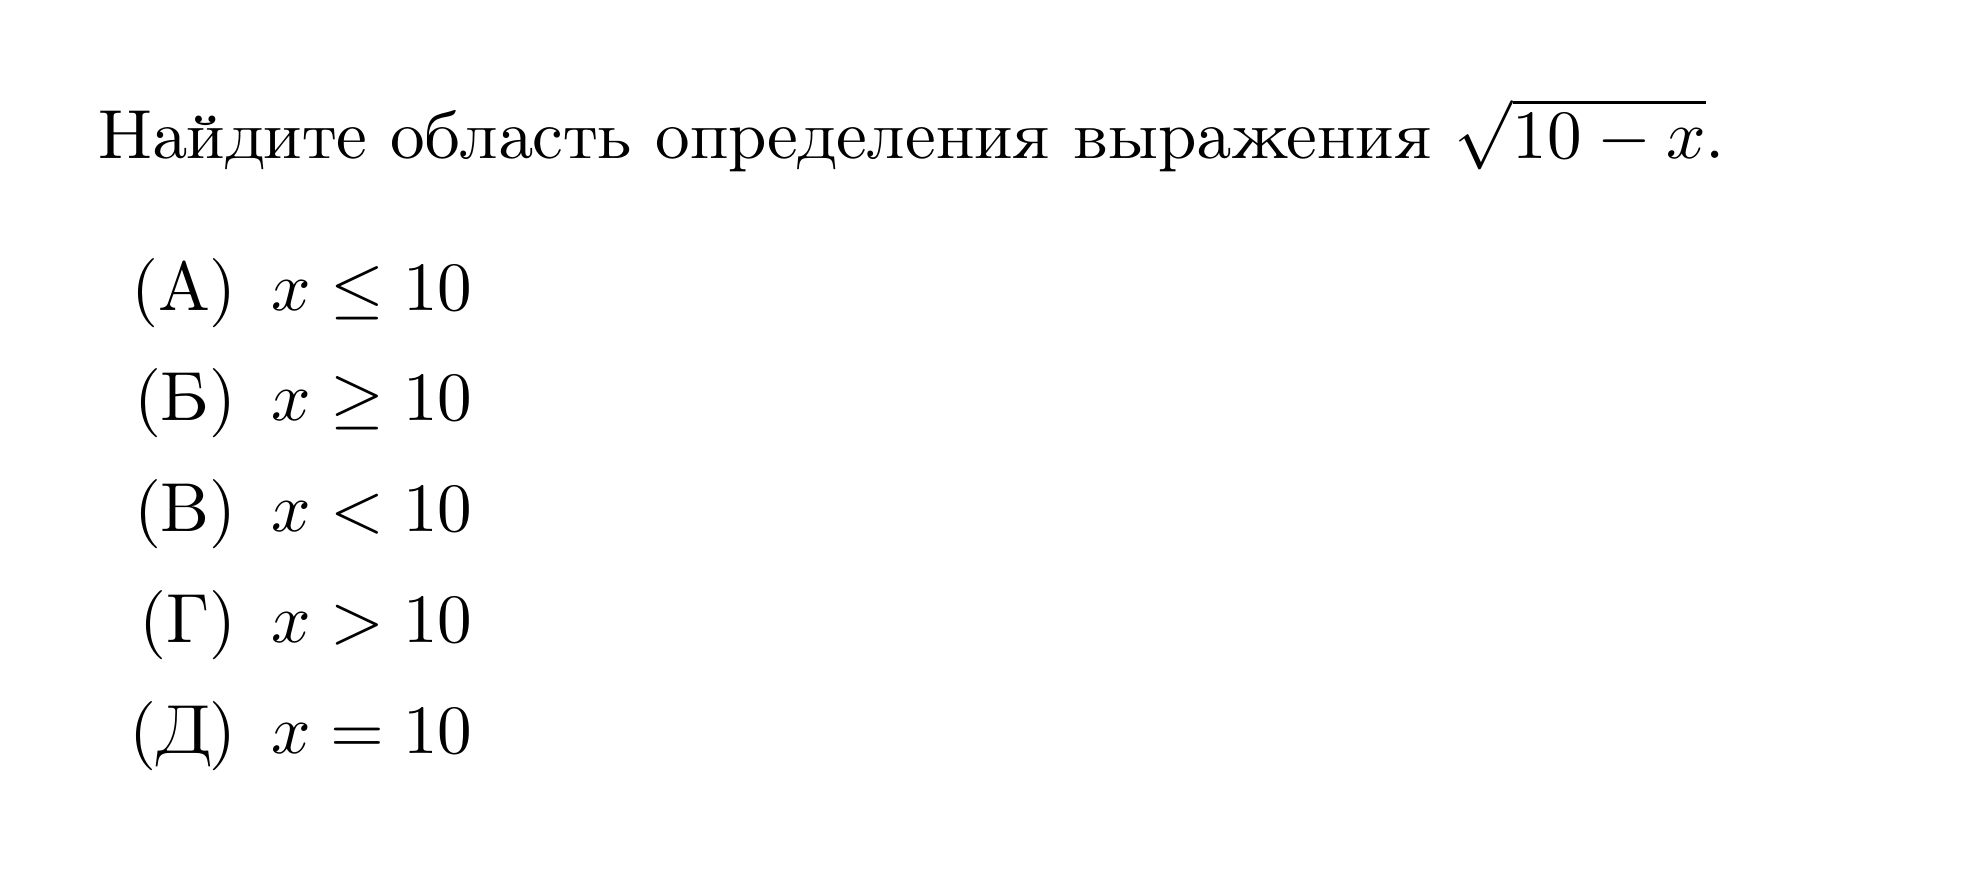 Найдите область определения выражения $\sqrt{10 - x}$.
(А) $x \leq 10$
(Б) $x \geq 10$
(В) $x < 10$
(Г) $x > 10$
(Д) $x = 10$